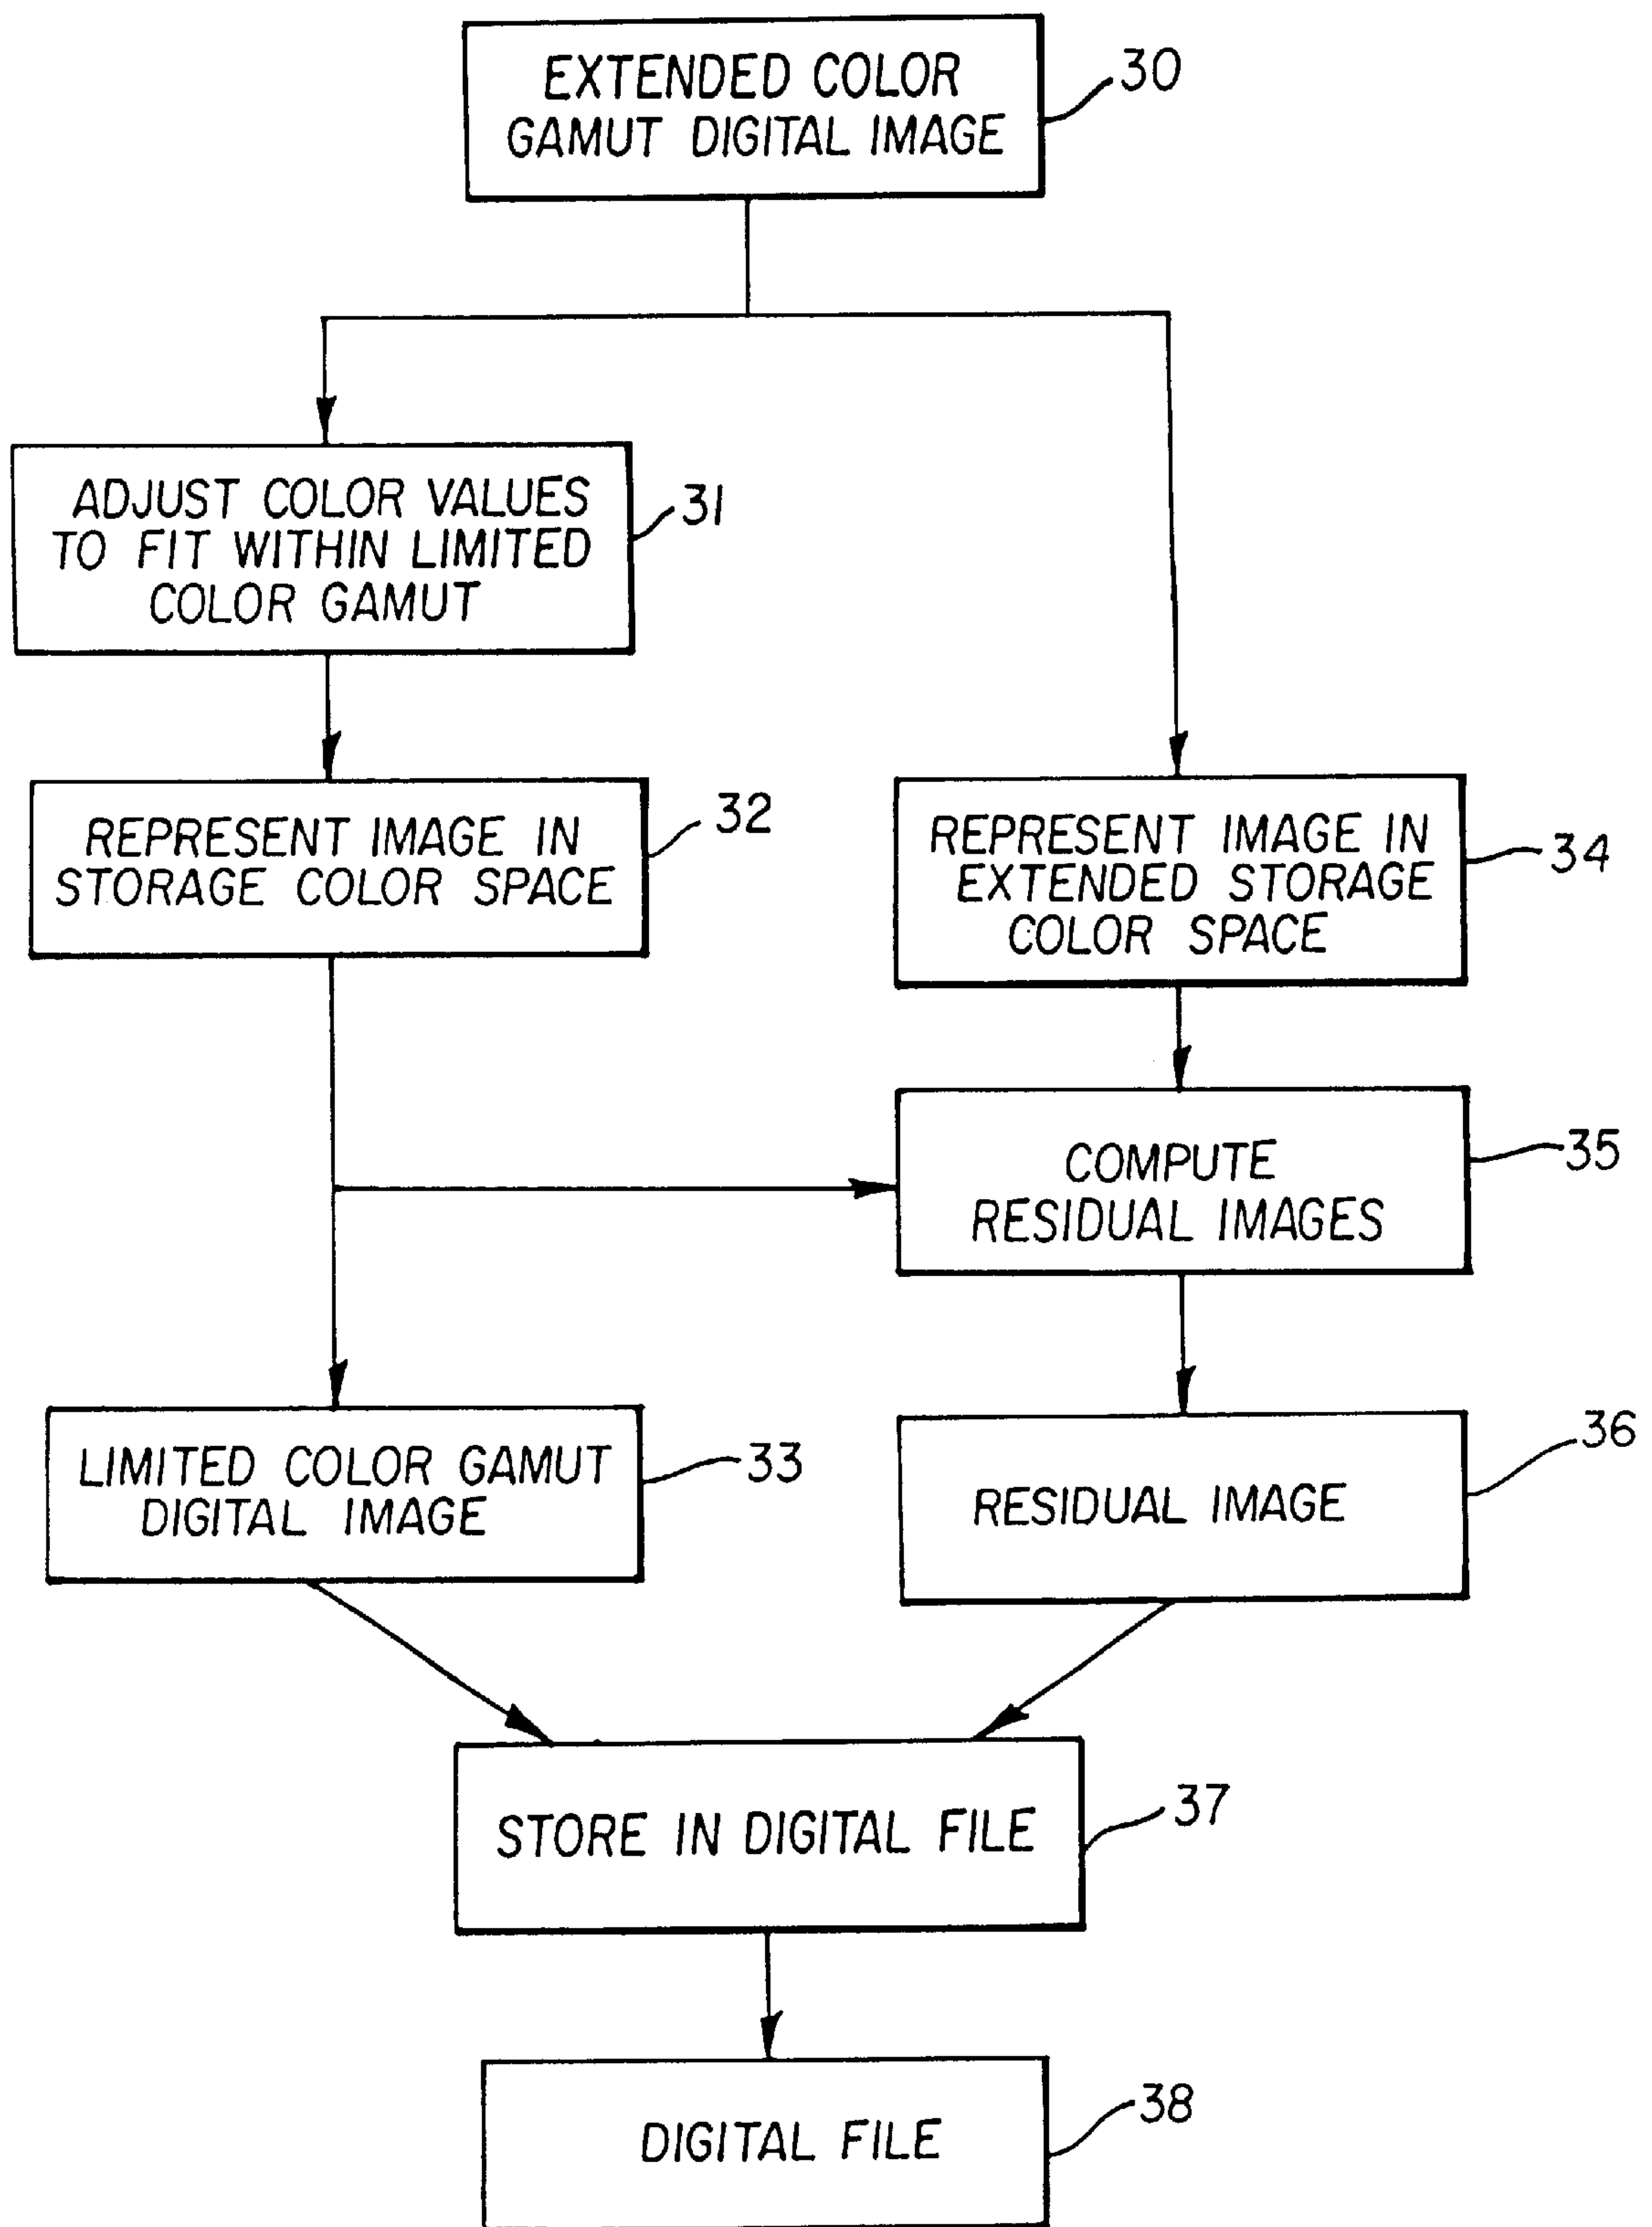 EXTENDED COLOR
GAMUT DIGITAL IMAGE
30
ADJUST COLOR VALUES
TO FIT WITHIN LIMITED
COLOR GAMUT
31
REPRESENT IMAGE IN
STORAGE COLOR SPACE
32
REPRESENT IMAGE IN
EXTENDED STORAGE
COLOR SPACE
34
COMPUTE
RESIDUAL IMAGES
35
LIMITED COLOR GAMUT
DIGITAL IMAGE
33
RESIDUAL IMAGE
36
STORE IN DIGITAL FILE
37
DIGITAL FILE
38